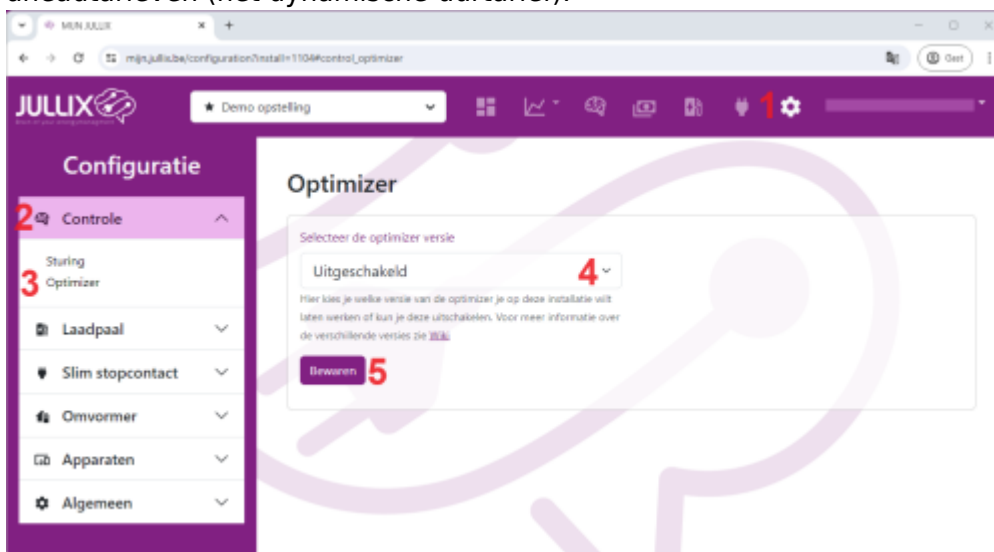 (het dynamische uurtarief).
MIJN JULLIX
mijn.jullix.be/configuration?install=1104#control_optimizer
Gast
JULLIX
Demo opstelling
1
Configuratie
2 Controle
Sturing
3 Optimizer
Laadpaal
Slim stopcontact
Omvormer
Apparaten
Algemeen
Optimizer
Selecteer de optimizer versie
Uitgeschakeld 4
Hier kies je welke versie van de optimizer je op deze installatie wilt
laten werken of kun je deze uitschakelen. Voor meer informatie over
de verschillende versies zie Wiki
Bewaren 5